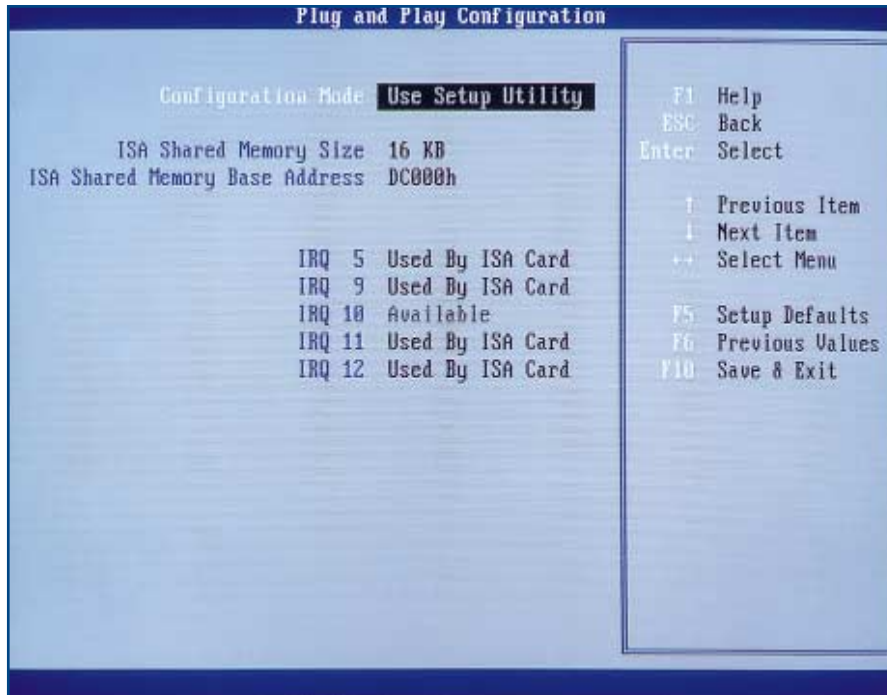 Plug and Play Configuration
Configuration Mode Use Setup Utility
ISA Shared Memory Size 16 KB
ISA Shared Memory Base Address DC000h
IRQ 5 Used By ISA Card
IRQ 9 Used By ISA Card
IRQ 10 Available
IRQ 11 Used By ISA Card
IRQ 12 Used By ISA Card
F1 Help
ESC Back
Enter Select
↑ Previous Item
↓ Next Item
←→ Select Menu
F5 Setup Defaults
F6 Previous Values
F10 Save & Exit